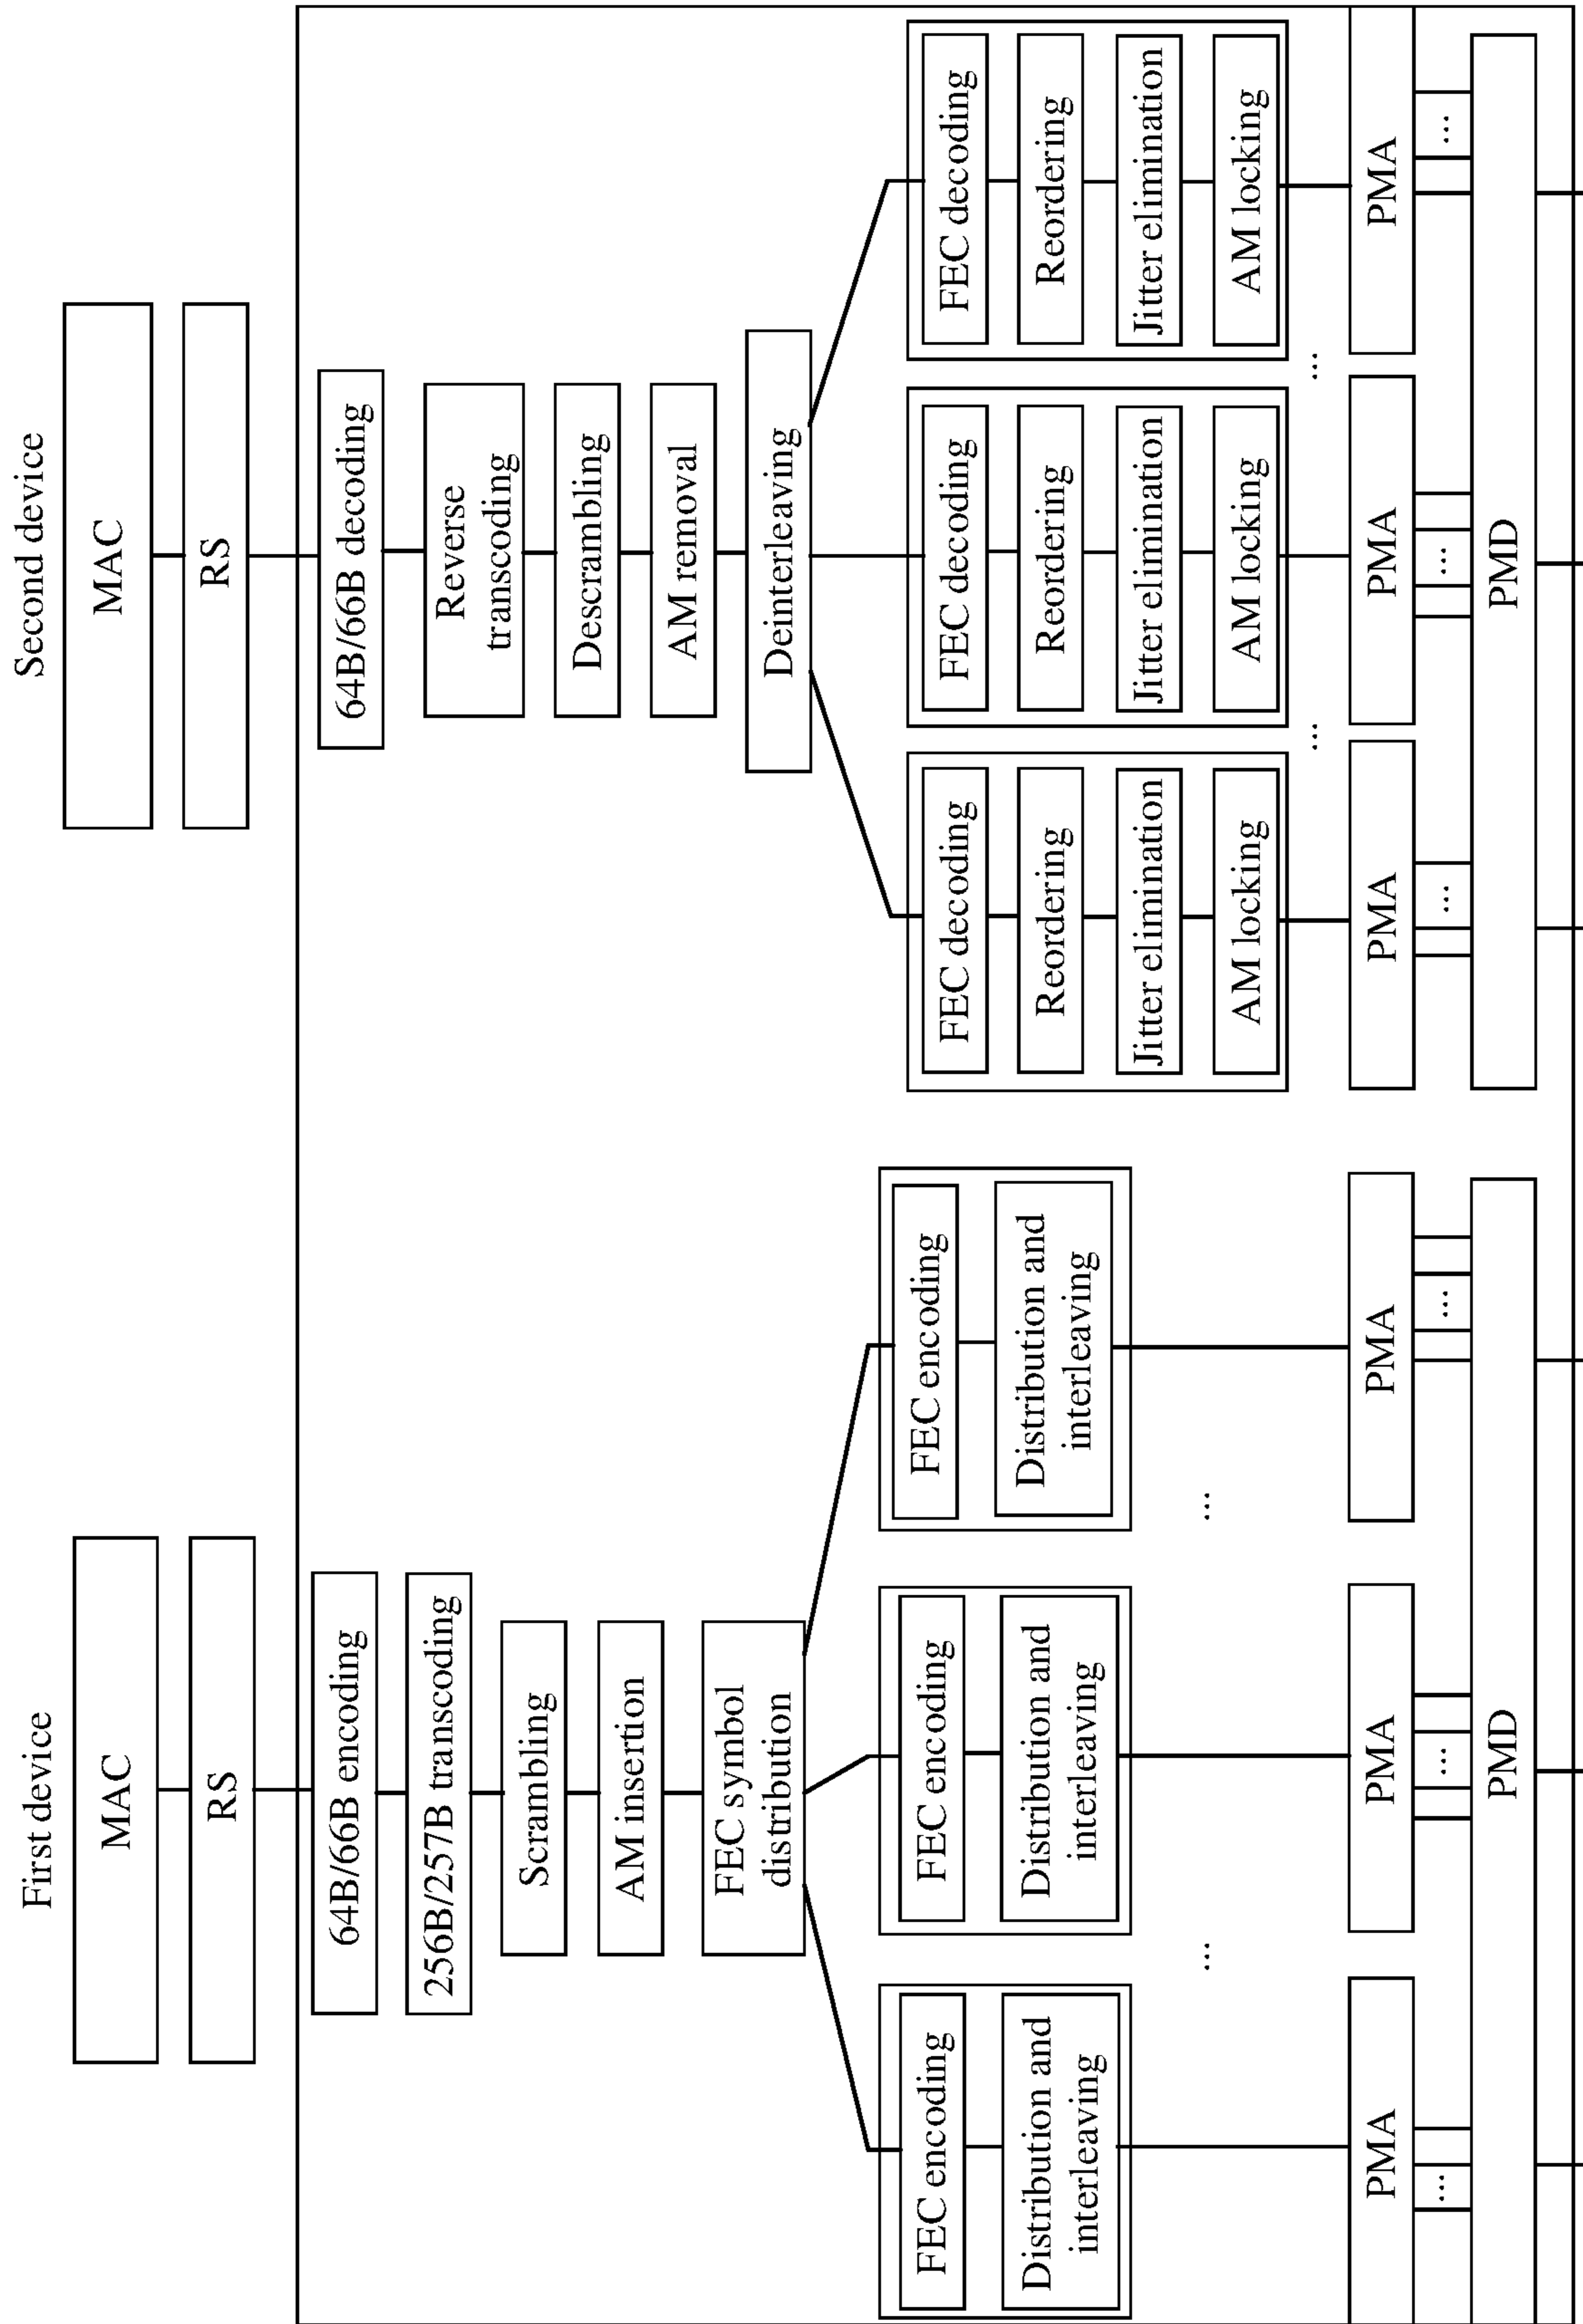 First device
MAC
RS
64B/66B encoding
256B/257B transcoding
Scrambling
AM insertion
FEC symbol
distribution
FEC encoding
Distribution and
interleaving
FEC encoding
Distribution and
interleaving
FEC encoding
Distribution and
interleaving
...
...
PMA
PMA
PMA
...
...
...
PMD
Second device
MAC
RS
64B/66B decoding
Reverse
transcoding
Descrambling
AM removal
Deinterleaving
FEC decoding
Reordering
Jitter elimination
AM locking
FEC decoding
Reordering
Jitter elimination
AM locking
FEC decoding
Reordering
Jitter elimination
AM locking
...
...
PMA
PMA
PMA
...
...
...
PMD